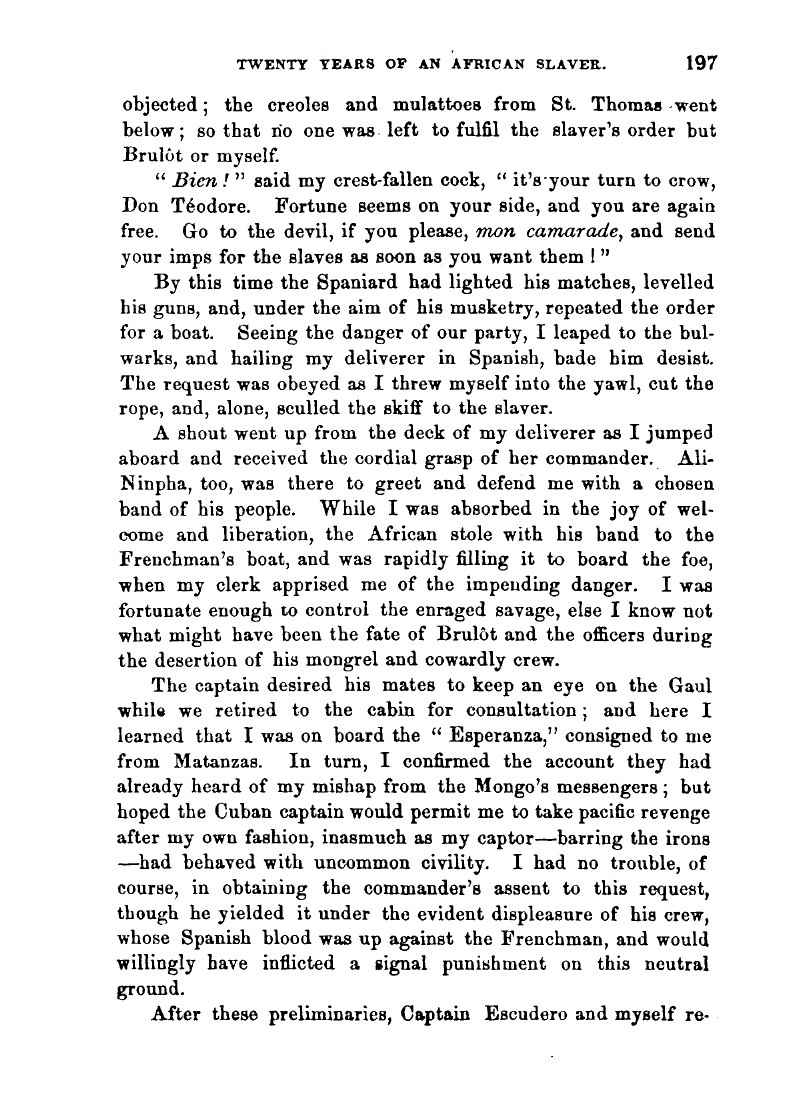 TWENTY YEARS OF AN AFRICAN SLAVER. 197
objected; the creoles and mulattoes from St. Thomas went
below; so that no one was left to fulfil the slaver's order but
Brulôt or myself.
"Bien!" said my crest-fallen cock, "it's your turn to crow,
Don Téodore. Fortune seems on your side, and you are again
free. Go to the devil, if you please, mon camarade, and send
your imps for the slaves as soon as you want them!"
By this time the Spaniard had lighted his matches, levelled
his guns, and, under the aim of his musketry, repeated the order
for a boat. Seeing the danger of our party, I leaped to the bul-
warks, and hailing my deliverer in Spanish, bade him desist.
The request was obeyed as I threw myself into the yawl, cut the
rope, and, alone, sculled the skiff to the slaver.
A shout went up from the deck of my deliverer as I jumped
aboard and received the cordial grasp of her commander. Ali-
Ninpha, too, was there to greet and defend me with a chosen
band of his people. While I was absorbed in the joy of wel-
come and liberation, the African stole with his band to the
Frenchman's boat, and was rapidly filling it to board the foe,
when my clerk apprised me of the impending danger. I was
fortunate enough to control the enraged savage, else I know not
what might have been the fate of Brulôt and the officers during
the desertion of his mongrel and cowardly crew.
The captain desired his mates to keep an eye on the Gaul
while we retired to the cabin for consultation; and here I
learned that I was on board the "Esperanza," consigned to me
from Matanzas. In turn, I confirmed the account they had
already heard of my mishap from the Mongo's messengers; but
hoped the Cuban captain would permit me to take pacific revenge
after my own fashion, inasmuch as my captor—barring the irons
—had behaved with uncommon civility. I had no trouble, of
course, in obtaining the commander's assent to this request,
though he yielded it under the evident displeasure of his crew,
whose Spanish blood was up against the Frenchman, and would
willingly have inflicted a signal punishment on this neutral
ground.
After these preliminaries, Captain Escudero and myself re-